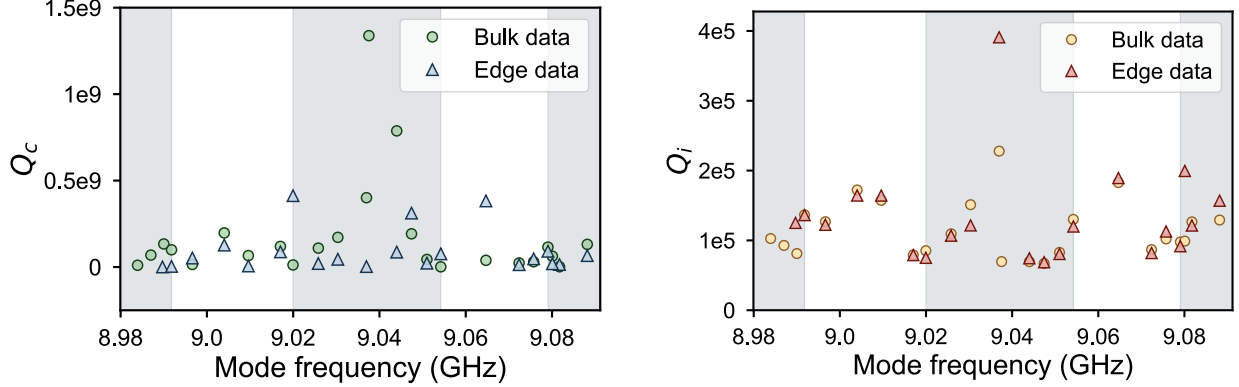 1.5e9
1e9
0.5e9
0
Q_c
Bulk data
Edge data
8.98
9.0
9.02
9.04
9.06
9.08
Mode frequency (GHz)
4e5
3e5
2e5
1e5
0
Q_i
Bulk data
Edge data
8.98
9.0
9.02
9.04
9.06
9.08
Mode frequency (GHz)